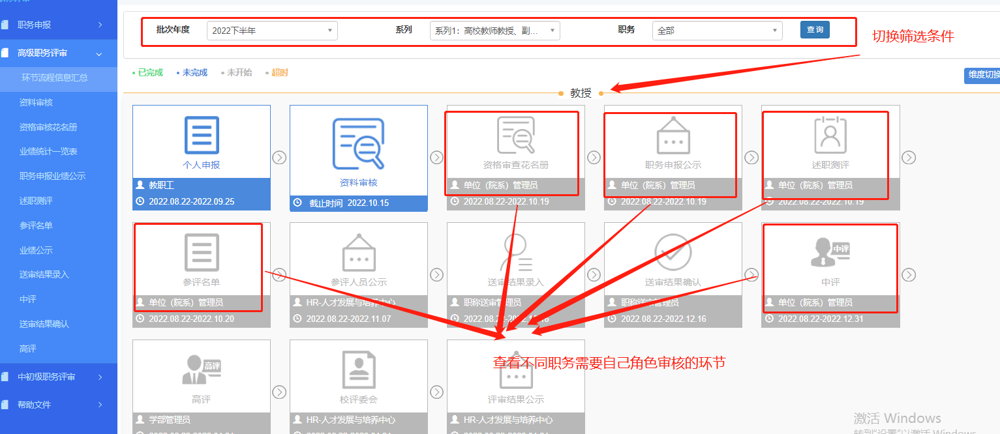 职务申报
高级职务评审
环节流程信息汇总
资料审核
资格审核花名册
业绩统计一览表
职务申报业绩公示
述职测评
参评名单
业绩公示
送审结果录入
中评
送审结果确认
高评
中初级职务评审
帮助文件
批次年度 2022下半年 系列 系列1：高校教师教授、副... 职务 全部 查询
切换筛选条件
已完成 未完成 未开始 超时
维度切换
教授
个人申报
教职工
2022.08.22-2022.09.25
资料审核
截止时间 2022.10.15
资格审查花名册
单位（院系）管理员
2022.08.22-2022.10.19
职务申报公示
单位（院系）管理员
2022.08.22-2022.10.19
述职测评
单位（院系）管理员
2022.08.22-2022.10.19
参评名单
单位（院系）管理员
2022.08.22-2022.10.20
参评人员公示
HR-人才发展与培养中心
2022.08.22-2022.11.07
送审结果录入
职称送审管理员
2022.08.22-2022.12.16
送审结果确认
职称送审管理员
2022.08.22-2022.12.16
中评
中评
单位（院系）管理员
2022.08.22-2022.12.31
高评
高评
学部管理员
校评委会
HR-人才发展与培养中心
查看不同职务需要自己角色审核的环节
评审结果公示
HR-人才发展与培养中心
激活 Windows
转到"设置"以激活 Windows。